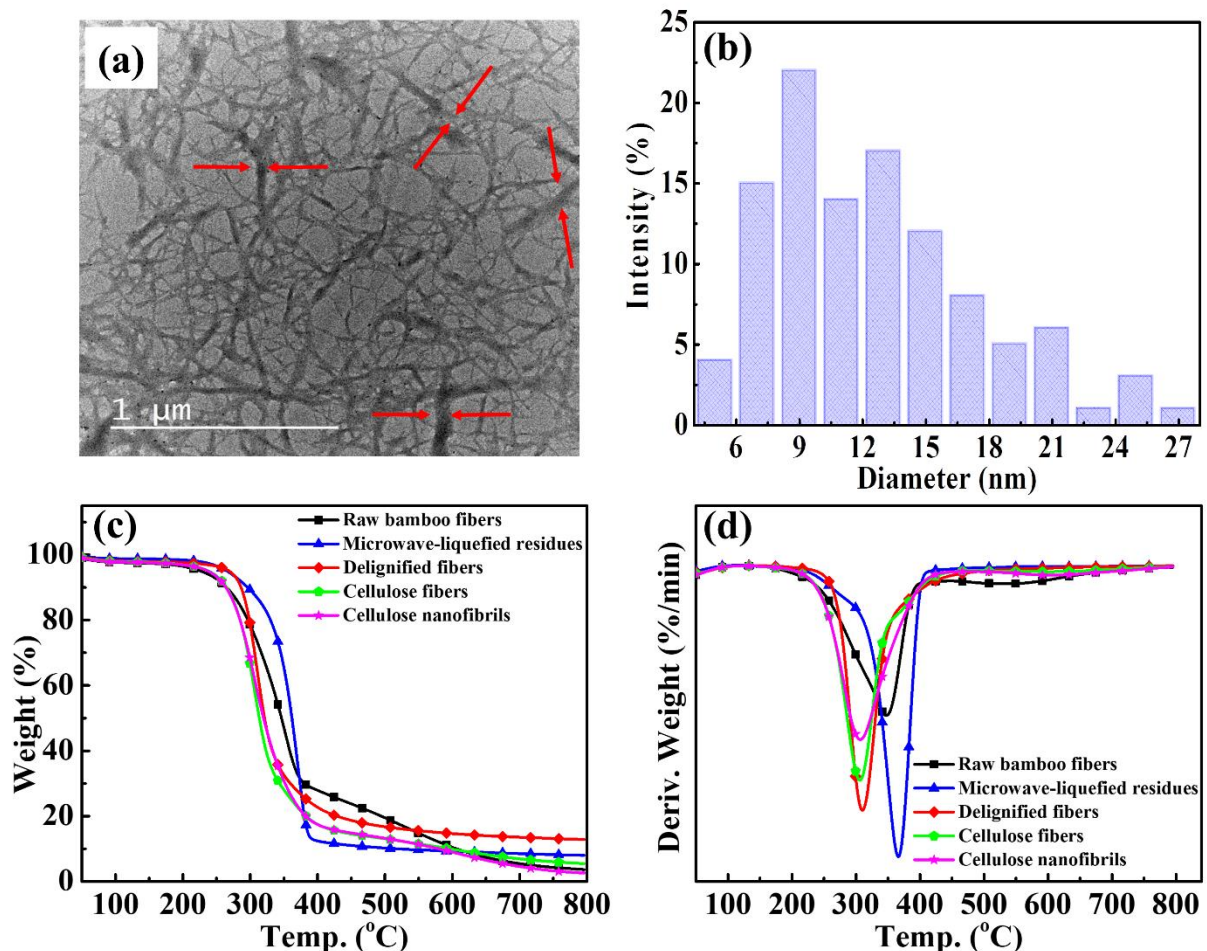 (a)
1 µm
(b)
25
20
15
10
5
0
Intensity (%)
6 9 12 15 18 21 24 27
Diameter (nm)
(c)
Raw bamboo fibers
Microwave-liquefied residues
Delignified fibers
Cellulose fibers
Cellulose nanofibrils
100
80
60
40
20
0
Weight (%)
100 200 300 400 500 600 700 800
Temp. (°C)
(d)
Deriv. Weight (%/min)
Raw bamboo fibers
Microwave-liquefied residues
Delignified fibers
Cellulose fibers
Cellulose nanofibrils
100 200 300 400 500 600 700 800
Temp. (°C)